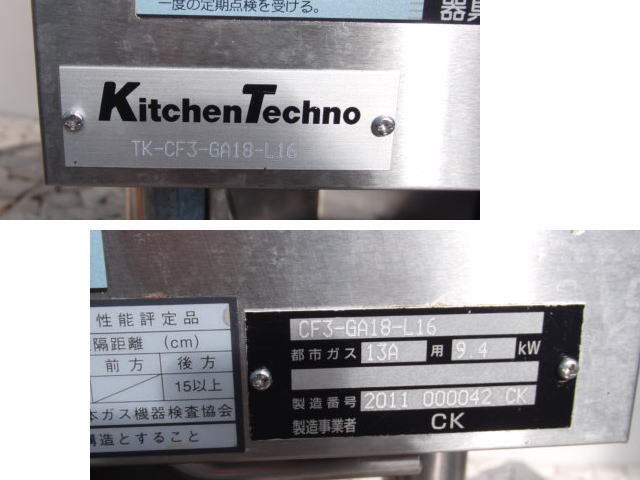 一度の定期点検を受ける。
器具
KitchenTechno
TK-CF3-GA18-L16
性能評定品
隔距離 (cm)
前方 後方
15以上
本ガス機器検査協会
構造とすること
CF3-GA18-L16
都市ガス 13A 用 9.4 kW
製造番号 2011 000042 CK
製造事業者 CK